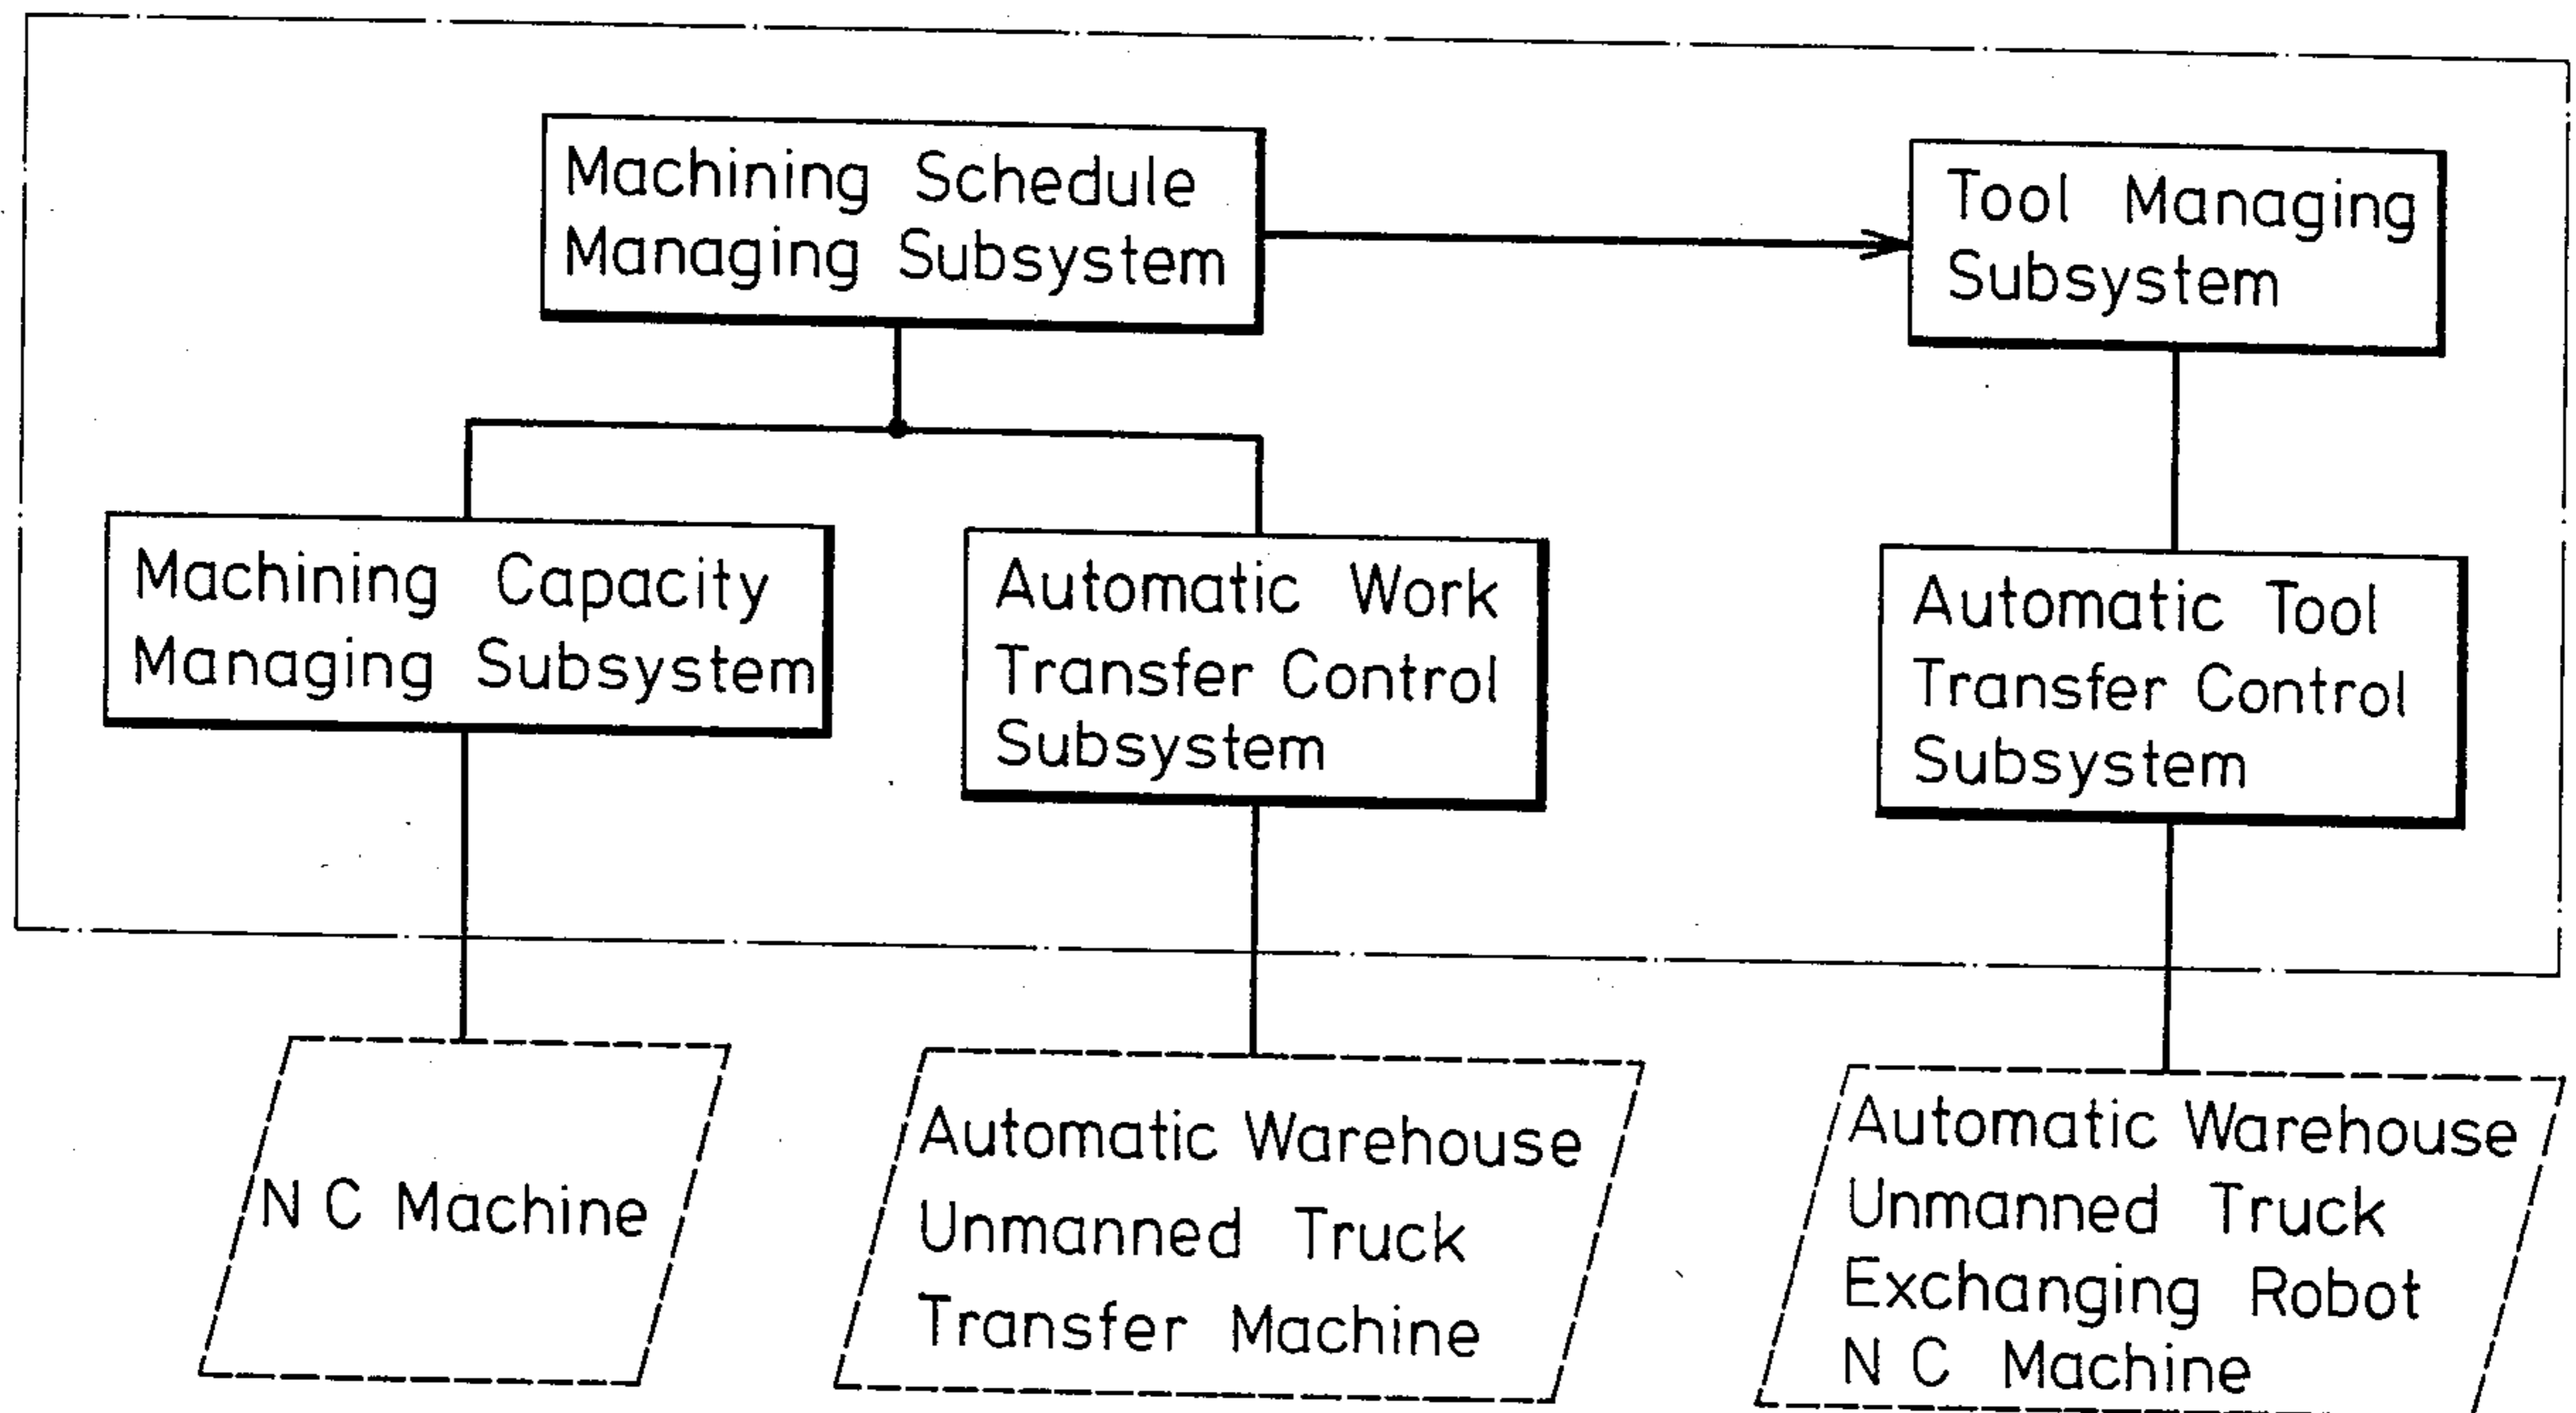 Machining Schedule
Managing Subsystem
Tool Managing
Subsystem
Machining Capacity
Managing Subsystem
Automatic Work
Transfer Control
Subsystem
Automatic Tool
Transfer Control
Subsystem
N C Machine
Automatic Warehouse
Unmanned Truck
Transfer Machine
Automatic Warehouse
Unmanned Truck
Exchanging Robot
N C Machine